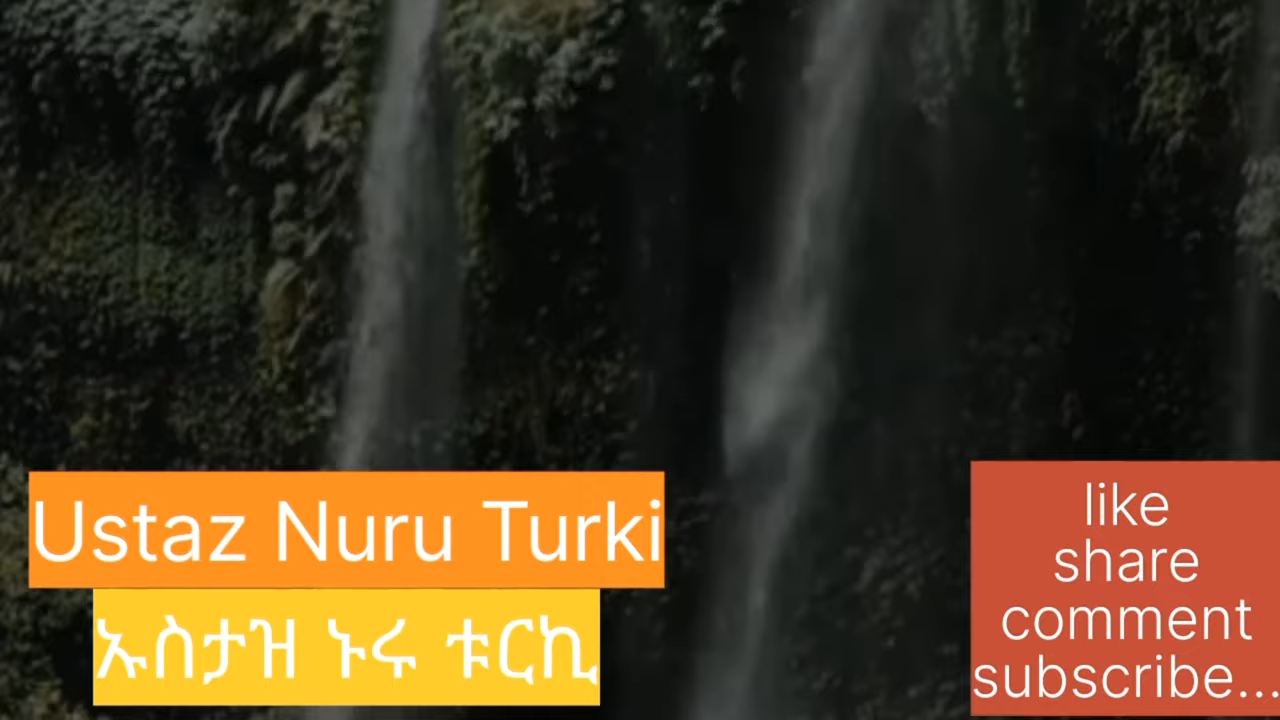 Ustaz Nuru Turki
ኡስታዝ ኑሩ ቱርኪ
like
share
comment
subscribe...